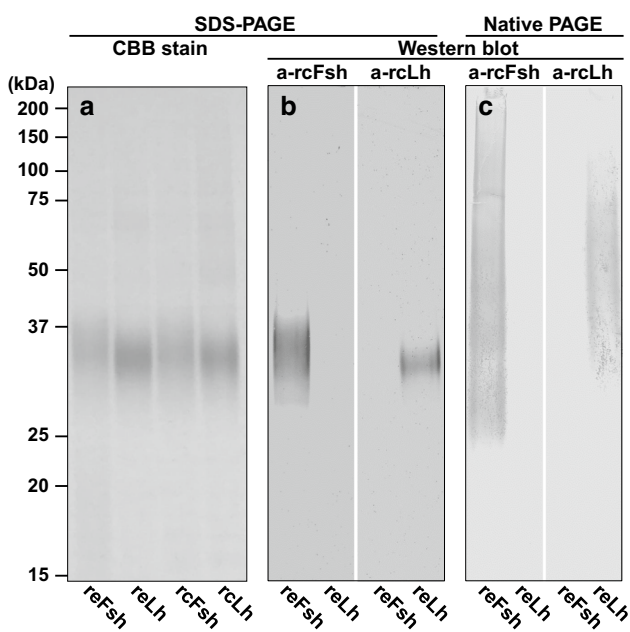 SDS-PAGE Native PAGE
CBB stain Western blot
a-rcFsh a-rcLh a-rcFsh a-rcLh
(kDa)
a b c
200
150
100
75
50
37
25
20
15
reFsh reLh rcFsh rcLh reFsh reLh reFsh reLh reFsh reLh reFsh reLh